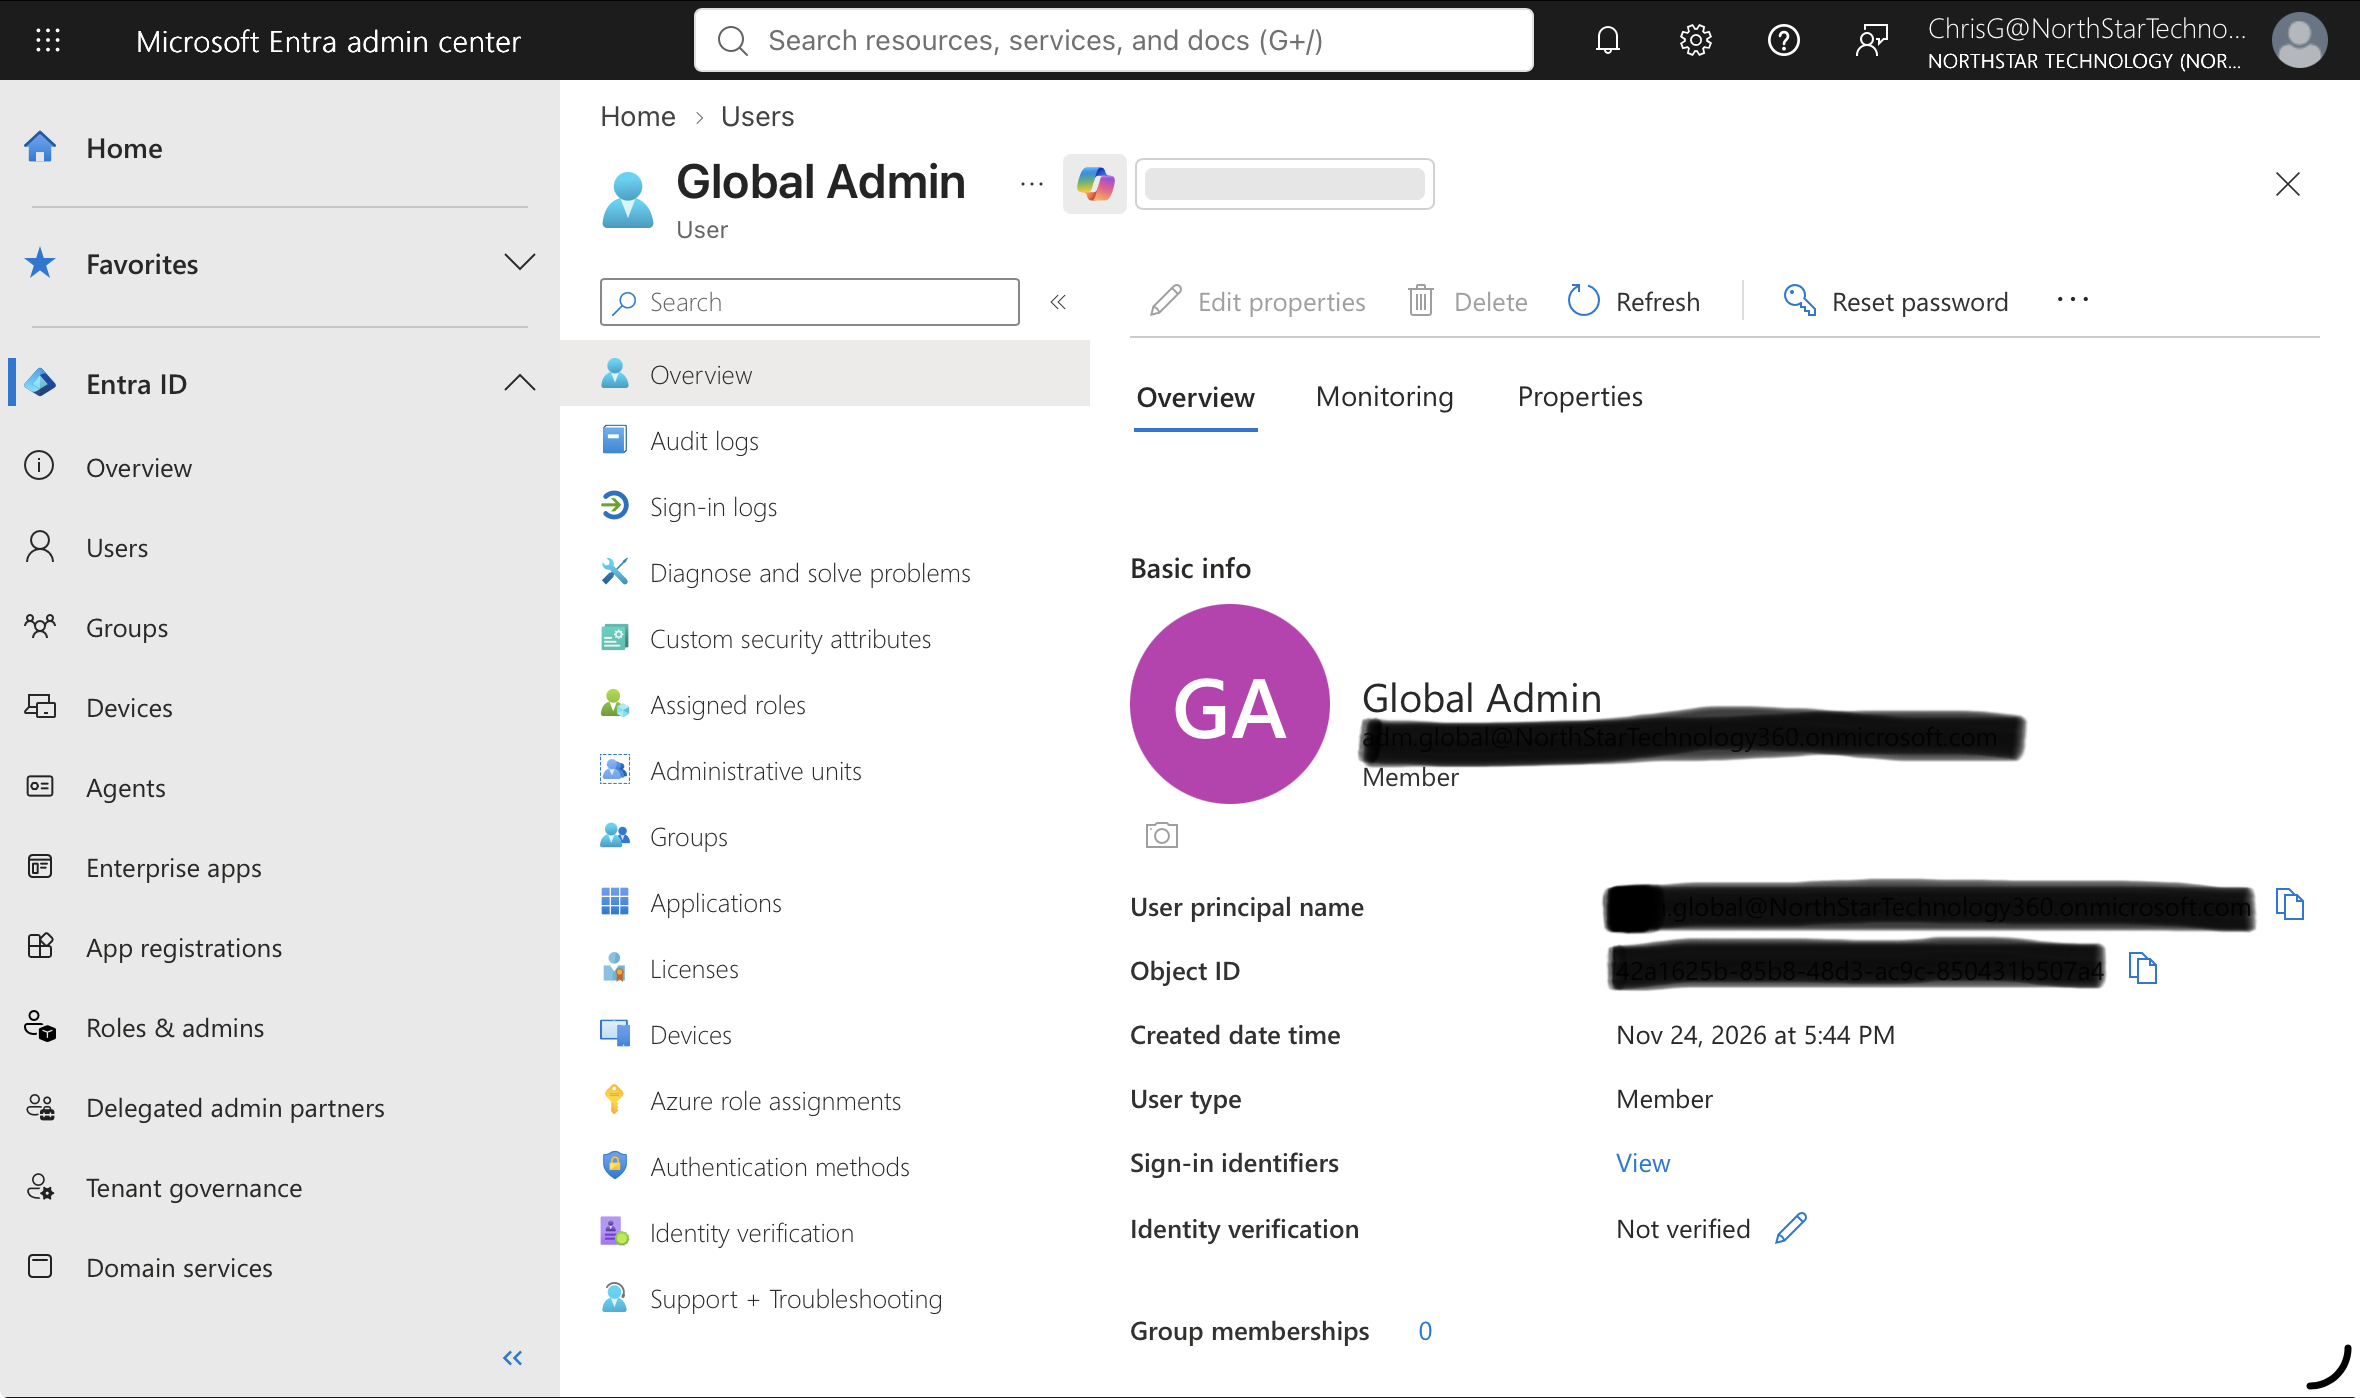 Microsoft Entra admin center
Search resources, services, and docs (G+/)
ChrisG@NorthStarTechno...
NORTHSTAR TECHNOLOGY (NOR...
Home
Favorites
Entra ID
Overview
Users
Groups
Devices
Agents
Enterprise apps
App registrations
Roles & admins
Delegated admin partners
Tenant governance
Domain services
Home > Users
Global Admin
User
Search
Overview
Audit logs
Sign-in logs
Diagnose and solve problems
Custom security attributes
Assigned roles
Administrative units
Groups
Applications
Licenses
Devices
Azure role assignments
Authentication methods
Identity verification
Support + Troubleshooting
Edit properties Delete Refresh Reset password
Overview Monitoring Properties
Basic info
GA
Global Admin
Member
User principal name
Object ID
Created date time Nov 24, 2026 at 5:44 PM
User type Member
Sign-in identifiers View
Identity verification Not verified
Group memberships 0